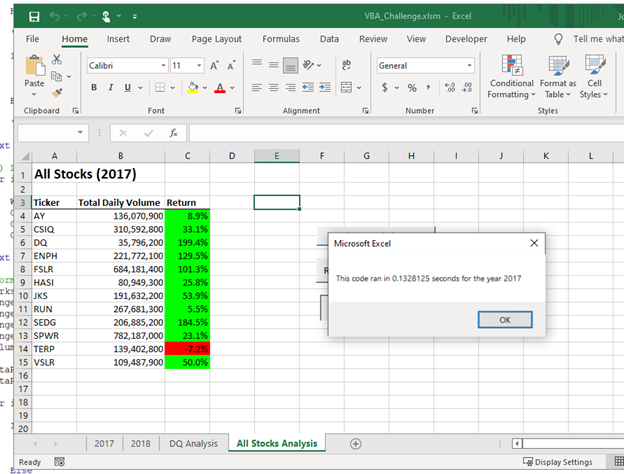 VBA_Challenge.xlsm - Excel
File Home Insert Draw Page Layout Formulas Data Review View Developer Help Tell me what
Paste
Calibri 11 A A General
B I U A $ % , .00
Conditional Formatting Format as Table Cell Styles
Clipboard Font Alignment Number Styles
fx
A B C D E F G H I J K L
1 All Stocks (2017)
2
3 Ticker Total Daily Volume Return
4 AY 136,070,900 8.9%
5 CSIQ 310,592,800 33.1%
6 DQ 35,796,200 199.4%
7 ENPH 221,772,100 129.5%
8 FSLR 684,181,400 101.3%
9 HASI 80,949,300 25.8%
10 JKS 191,632,200 53.9%
11 RUN 267,681,300 5.5%
12 SEDG 206,885,200 184.5%
13 SPWR 782,187,000 23.1%
14 TERP 139,402,800 -7.2%
15 VSLR 109,487,900 50.0%
16
17
18
19
20
Microsoft Excel
This code ran in 0.1328125 seconds for the year 2017
OK
2017 2018 DQ Analysis All Stocks Analysis
Ready Display Settings
Else